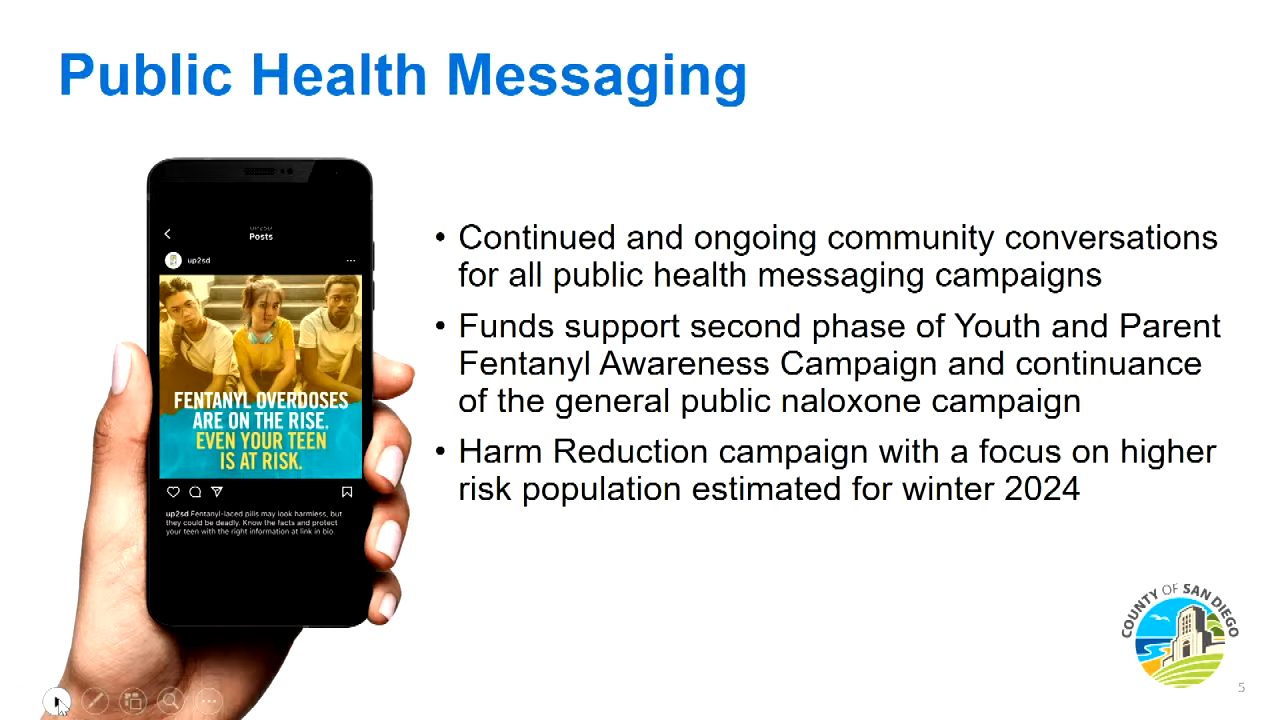 Public Health Messaging
UP2SD
Posts
up2sd
FENTANYL OVERDOSES
ARE ON THE RISE.
EVEN YOUR TEEN
IS AT RISK.
up2sd Fentanyl-laced pills may look harmless, but
they could be deadly. Know the facts and protect
your teen with the right information at link in bio.
• Continued and ongoing community conversations
for all public health messaging campaigns
• Funds support second phase of Youth and Parent
Fentanyl Awareness Campaign and continuance
of the general public naloxone campaign
• Harm Reduction campaign with a focus on higher
risk population estimated for winter 2024
COUNTY OF SAN DIEGO
5